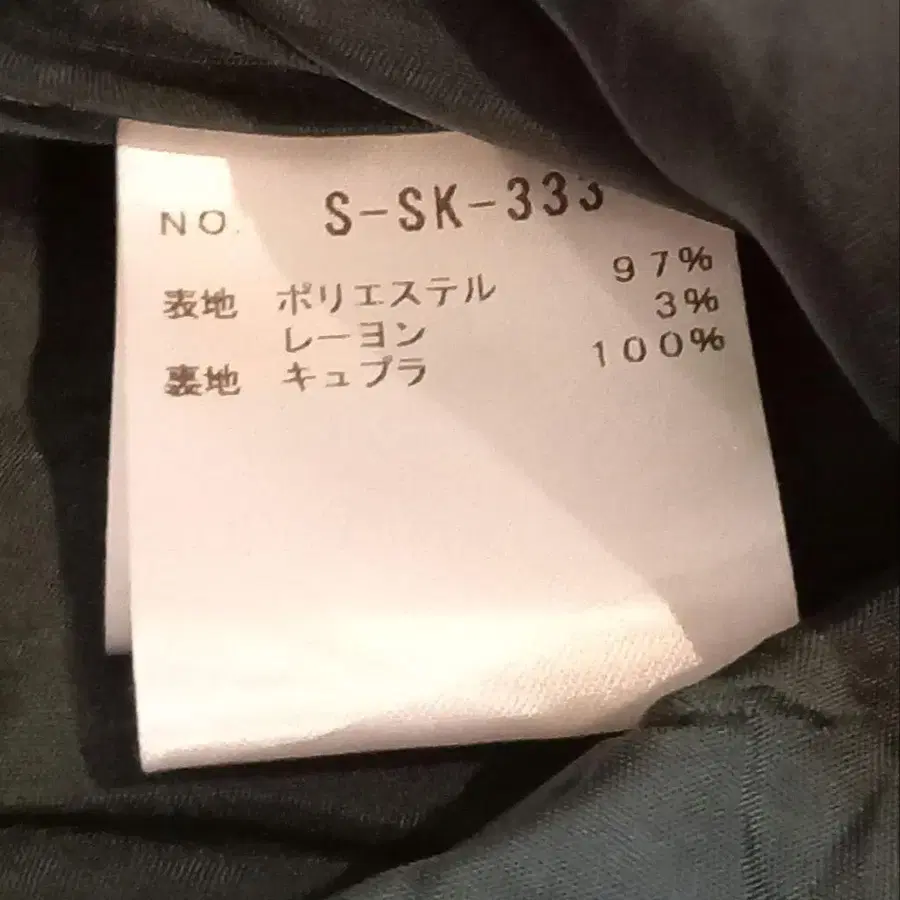 NO. S-SK-333
表地 ポリエステル 97%
レーヨン 3%
裏地 キュプラ 100%